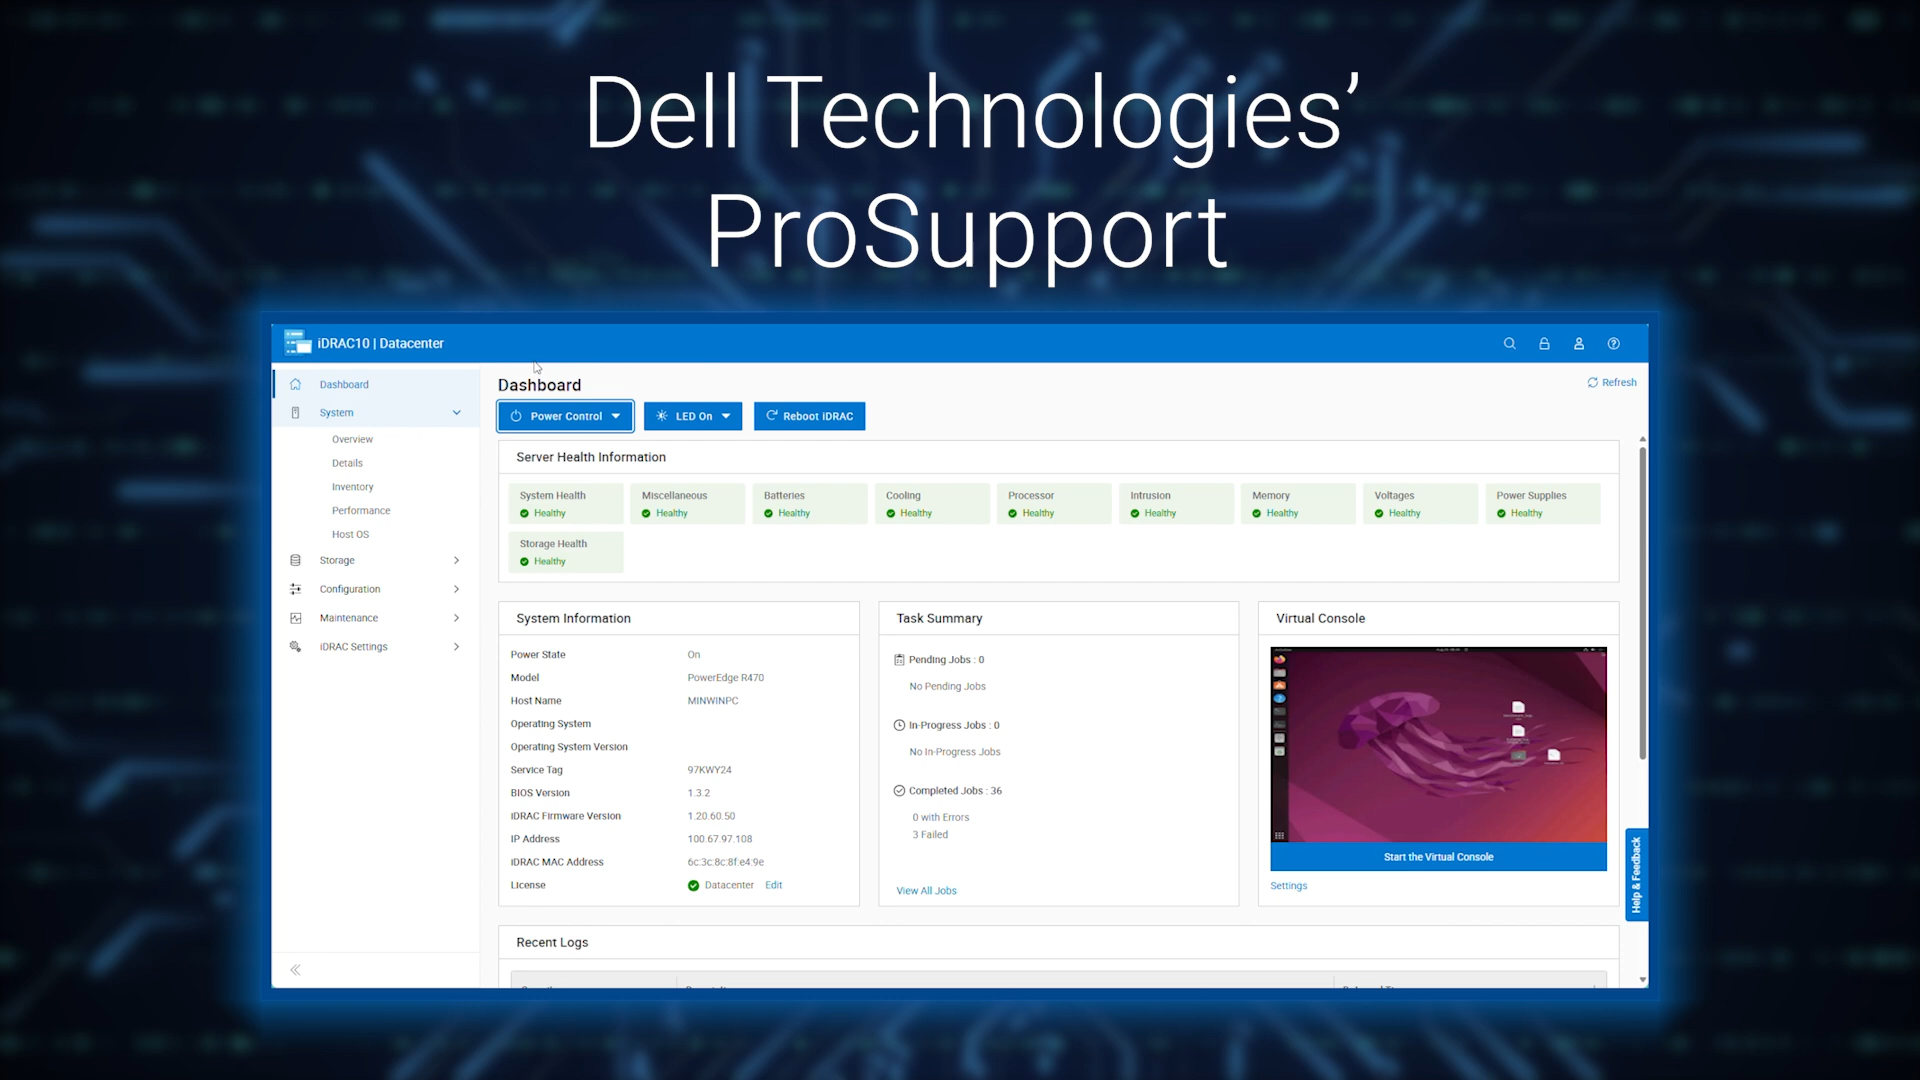 Dell Technologies’
ProSupport
iDRAC10 | Datacenter
Dashboard
System
Overview
Details
Inventory
Performance
Host OS
Storage
Configuration
Maintenance
iDRAC Settings
Dashboard
Refresh
Power Control
LED On
Reboot iDRAC
Server Health Information
System Health
Healthy
Miscellaneous
Healthy
Batteries
Healthy
Cooling
Healthy
Processor
Healthy
Intrusion
Healthy
Memory
Healthy
Voltages
Healthy
Power Supplies
Healthy
Storage Health
Healthy
System Information
Power State On
Model PowerEdge R470
Host Name MINWINPC
Operating System
Operating System Version
Service Tag 97KWY24
BIOS Version 1.3.2
iDRAC Firmware Version 1.20.60.50
IP Address 100.67.97.108
iDRAC MAC Address 6c:3c:8c:8f:e4:9e
License Datacenter Edit
Task Summary
Pending Jobs : 0
No Pending Jobs
In-Progress Jobs : 0
No In-Progress Jobs
Completed Jobs : 36
0 with Errors
3 Failed
View All Jobs
Virtual Console
Start the Virtual Console
Settings
Help & Feedback
Recent Logs